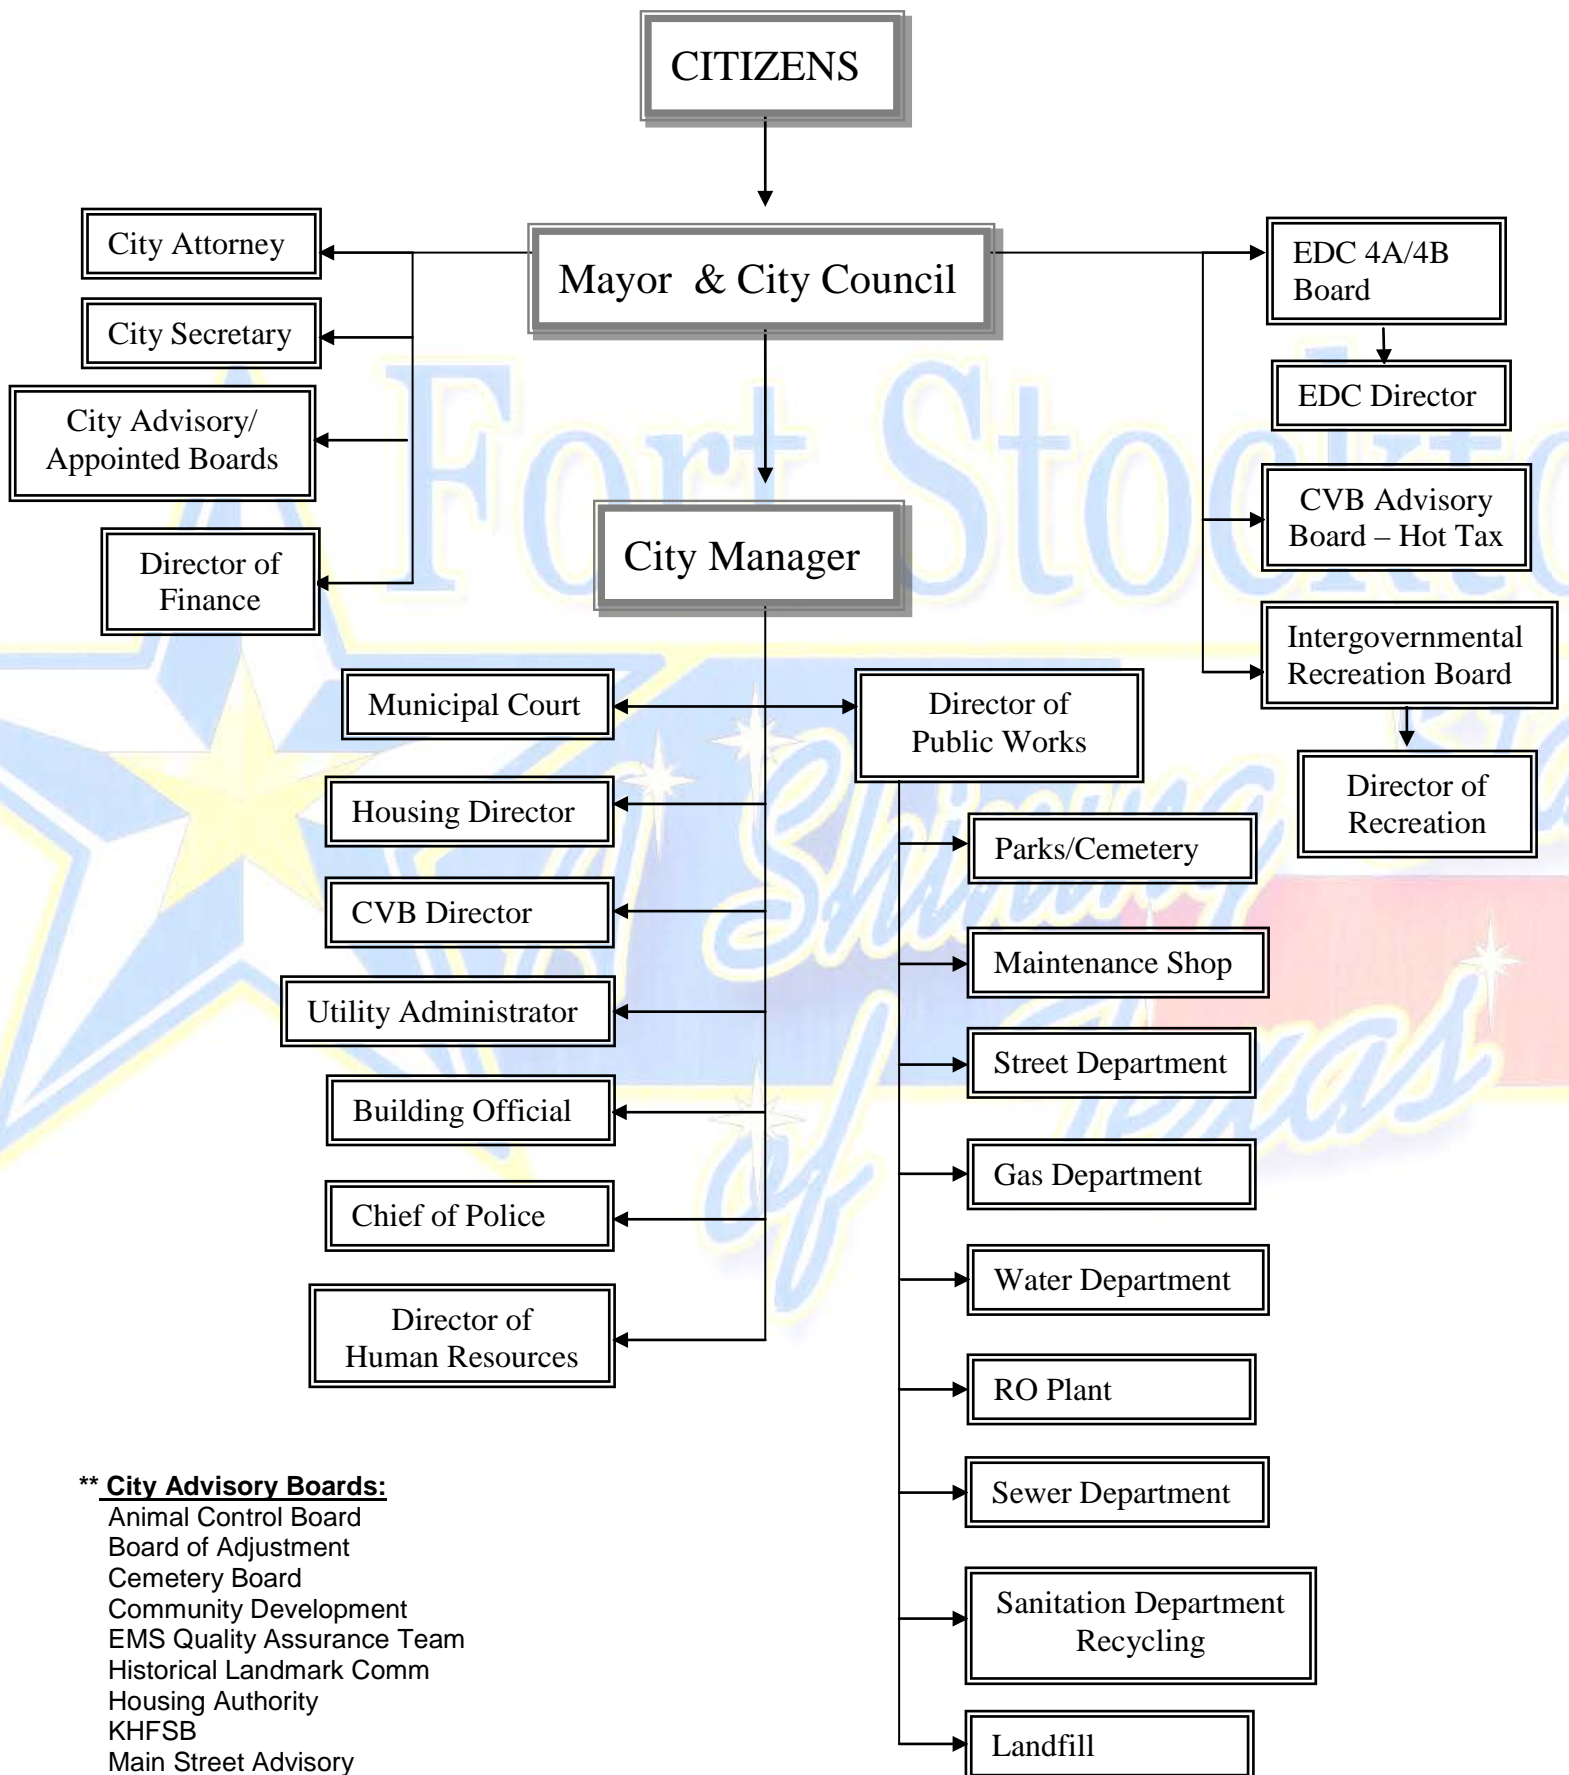 CITIZENS
Mayor & City Council
City Attorney
City Secretary
City Advisory/
Appointed Boards
Director of
Finance
EDC 4A/4B
Board
EDC Director
CVB Advisory
Board – Hot Tax
Intergovernmental
Recreation Board
Director of
Recreation
City Manager
Municipal Court
Housing Director
CVB Director
Utility Administrator
Building Official
Chief of Police
Director of
Human Resources
Director of
Public Works
Parks/Cemetery
Maintenance Shop
Street Department
Gas Department
Water Department
RO Plant
Sewer Department
Sanitation Department
Recycling
Landfill
** City Advisory Boards:
Animal Control Board
Board of Adjustment
Cemetery Board
Community Development
EMS Quality Assurance Team
Historical Landmark Comm
Housing Authority
KHFSB
Main Street Advisory
Fort Stockto
Shining
of Texas